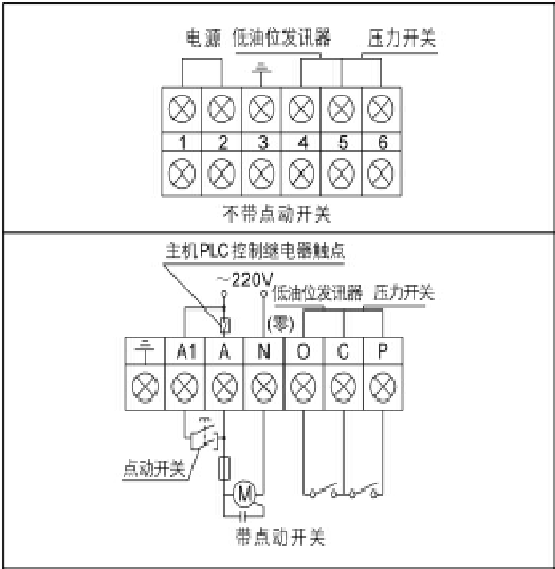 电源 低油位发讯器 压力开关
1 2 3 4 5 6
不带点动开关
主机PLC控制继电器触点
～220V
低油位发讯器 压力开关
(零)
A1 A N O C P
点动开关
M
带点动开关